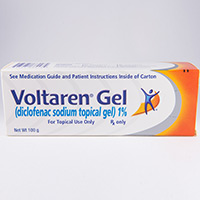 See Medication Guide and Patient Instructions Inside of Carton
Voltaren® Gel
(diclofenac sodium topical gel) 1%
For Topical Use Only ℞ only
Net Wt 100 g